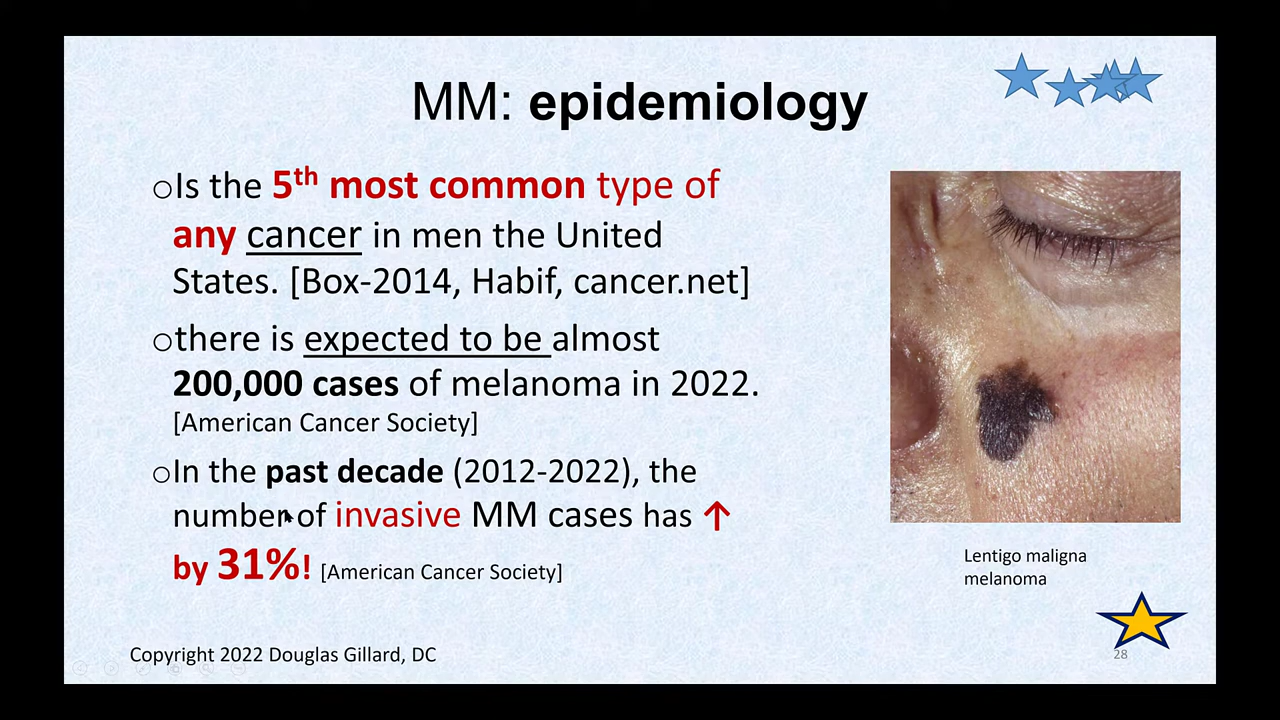 MM: epidemiology
oIs the 5th most common type of
any cancer in men the United
States. [Box-2014, Habif, cancer.net]
othere is expected to be almost
200,000 cases of melanoma in 2022.
[American Cancer Society]
oIn the past decade (2012-2022), the
number of invasive MM cases has ↑
by 31%! [American Cancer Society]
Lentigo maligna
melanoma
Copyright 2022 Douglas Gillard, DC
28